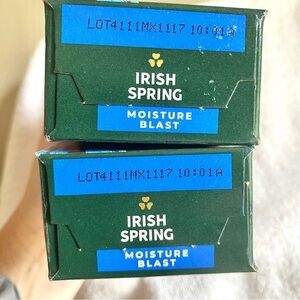 LOT4111MX1117 10:01A
IRISH
SPRING
MOISTURE
BLAST
LOT4111MX1117 10:01A
IRISH
SPRING
MOISTURE
BLAST